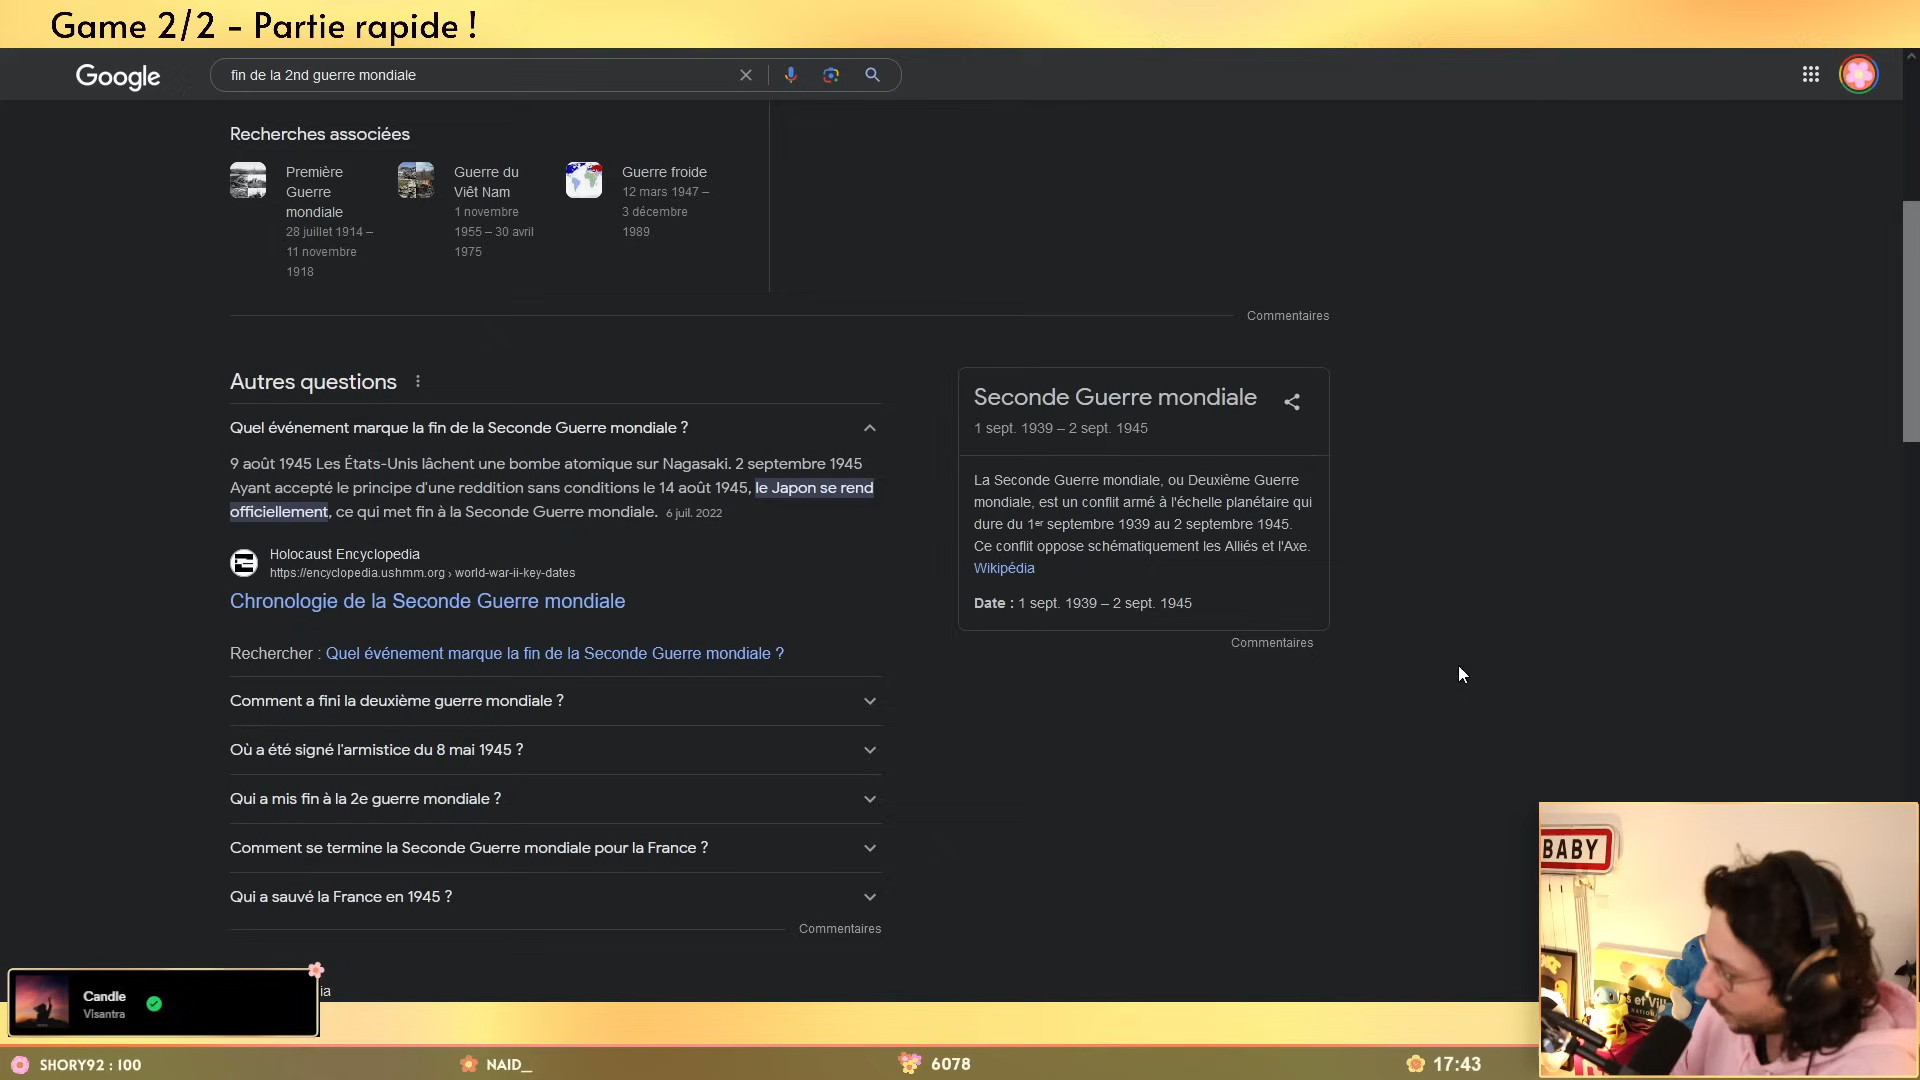 Game 2/2 - Partie rapide !
Google
fin de la 2nd guerre mondiale
Recherches associées
Première
Guerre
mondiale
28 juillet 1914 –
11 novembre
1918
Guerre du
Viêt Nam
1 novembre
1955 – 30 avril
1975
Guerre froide
12 mars 1947 –
3 décembre
1989
Commentaires
Autres questions
Quel événement marque la fin de la Seconde Guerre mondiale ?
9 août 1945 Les États-Unis lâchent une bombe atomique sur Nagasaki. 2 septembre 1945
Ayant accepté le principe d'une reddition sans conditions le 14 août 1945, le Japon se rend
officiellement, ce qui met fin à la Seconde Guerre mondiale. 6 juil. 2022
Holocaust Encyclopedia
https://encyclopedia.ushmm.org › world-war-ii-key-dates
Chronologie de la Seconde Guerre mondiale
Rechercher : Quel événement marque la fin de la Seconde Guerre mondiale ?
Comment a fini la deuxième guerre mondiale ?
Où a été signé l'armistice du 8 mai 1945 ?
Qui a mis fin à la 2e guerre mondiale ?
Comment se termine la Seconde Guerre mondiale pour la France ?
Qui a sauvé la France en 1945 ?
Commentaires
Seconde Guerre mondiale
1 sept. 1939 – 2 sept. 1945
La Seconde Guerre mondiale, ou Deuxième Guerre
mondiale, est un conflit armé à l'échelle planétaire qui
dure du 1er septembre 1939 au 2 septembre 1945.
Ce conflit oppose schématiquement les Alliés et l'Axe.
Wikipédia
Date : 1 sept. 1939 – 2 sept. 1945
Commentaires
BABY
ia
Candle
Visantra
SHORY92 : 100
NAID_
6078
17:43